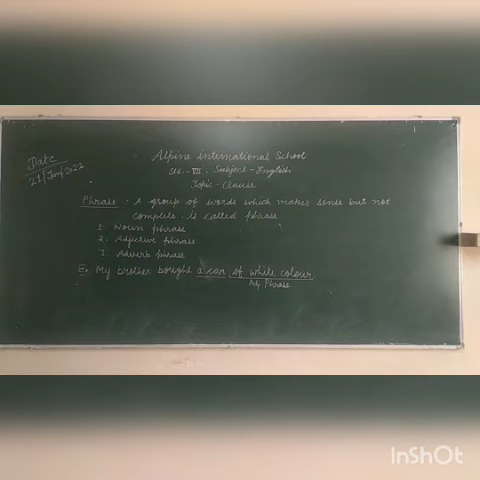 Date
21/Jan/2022
Alpine international School
Std.-VII. Subject-English
Topic-Clause
Phrase: A group of words which makes sense but not
complete is called phrase
1. Noun phrase
2. Adjective phrase
3. Adverb phrase
Ex. My brother bought a car of white colour.
Adj Phrase
InShOt